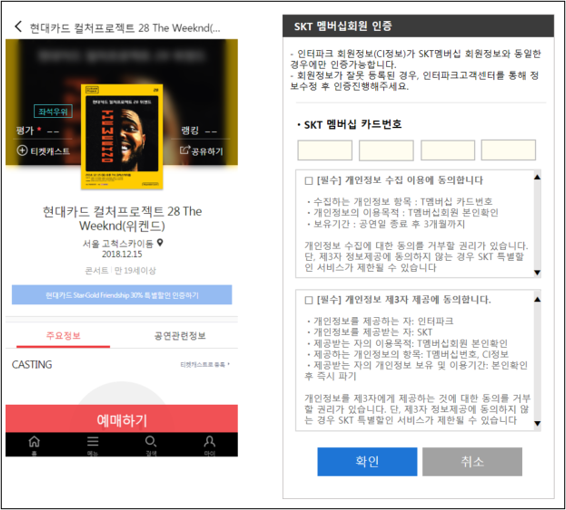 현대카드 컬처프로젝트 28 The Weeknd(...
좌석우위
평가 * --
랭킹 --
티켓캐스트
공유하기
THE WEEKND
현대카드 컬처프로젝트 28 The
Weeknd(위켄드)
서울 고척스카이돔
2018.12.15
콘서트 · 만 19세이상
현대카드 Star-Gold Friendship 30% 특별할인 인증하기
주요정보
공연관련정보
CASTING
티켓캐스트로 등록
예매하기
홈
메뉴
검색
마이
SKT 멤버십회원 인증
- 인터파크 회원정보(CI정보)가 SKT멤버십 회원정보와 동일한
경우에만 인증가능합니다.
- 회원정보가 잘못 등록된 경우, 인터파크고객센터를 통해 정
보수정 후 인증진행해주세요.
· SKT 멤버십 카드번호
[필수] 개인정보 수집 이용에 동의합니다
· 수집하는 개인정보 항목 : T멤버십 카드번호
· 개인정보의 이용목적 : T멤버십회원 본인확인
· 보유기간 : 공연일 종료 후 3개월까지
개인정보 수집에 대한 동의를 거부할 권리가 있습니다.
단, 제3자 정보제공에 동의하지 않는 경우 SKT 특별할
인 서비스가 제한될 수 있습니다
[필수] 개인정보 제3자 제공에 동의합니다.
· 개인정보를 제공하는 자: 인터파크
· 개인정보를 제공받는 자: SKT
· 제공받는 자의 이용목적: T멤버십회원 본인확인
· 제공하는 개인정보의 항목: T멤버십번호, CI정보
· 제공받는 자의 개인정보 보유 및 이용기간: 본인확인
후 즉시 파기
개인정보를 제3자에게 제공하는 것에 대한 동의를 거부
할 권리가 있습니다. 단, 제3자 정보제공에 동의하지 않
는 경우 SKT 특별할인 서비스가 제한될 수 있습니다
확인
취소